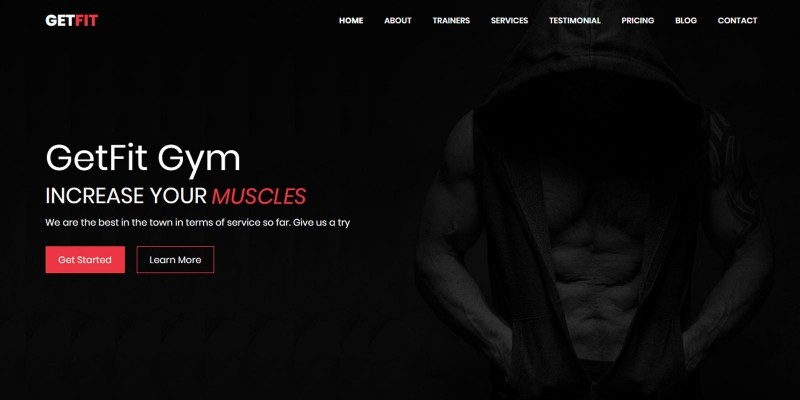 GETFIT
HOME ABOUT TRAINERS SERVICES TESTIMONIAL PRICING BLOG CONTACT
GetFit Gym
INCREASE YOUR MUSCLES
We are the best in the town in terms of service so far. Give us a try
Get Started Learn More